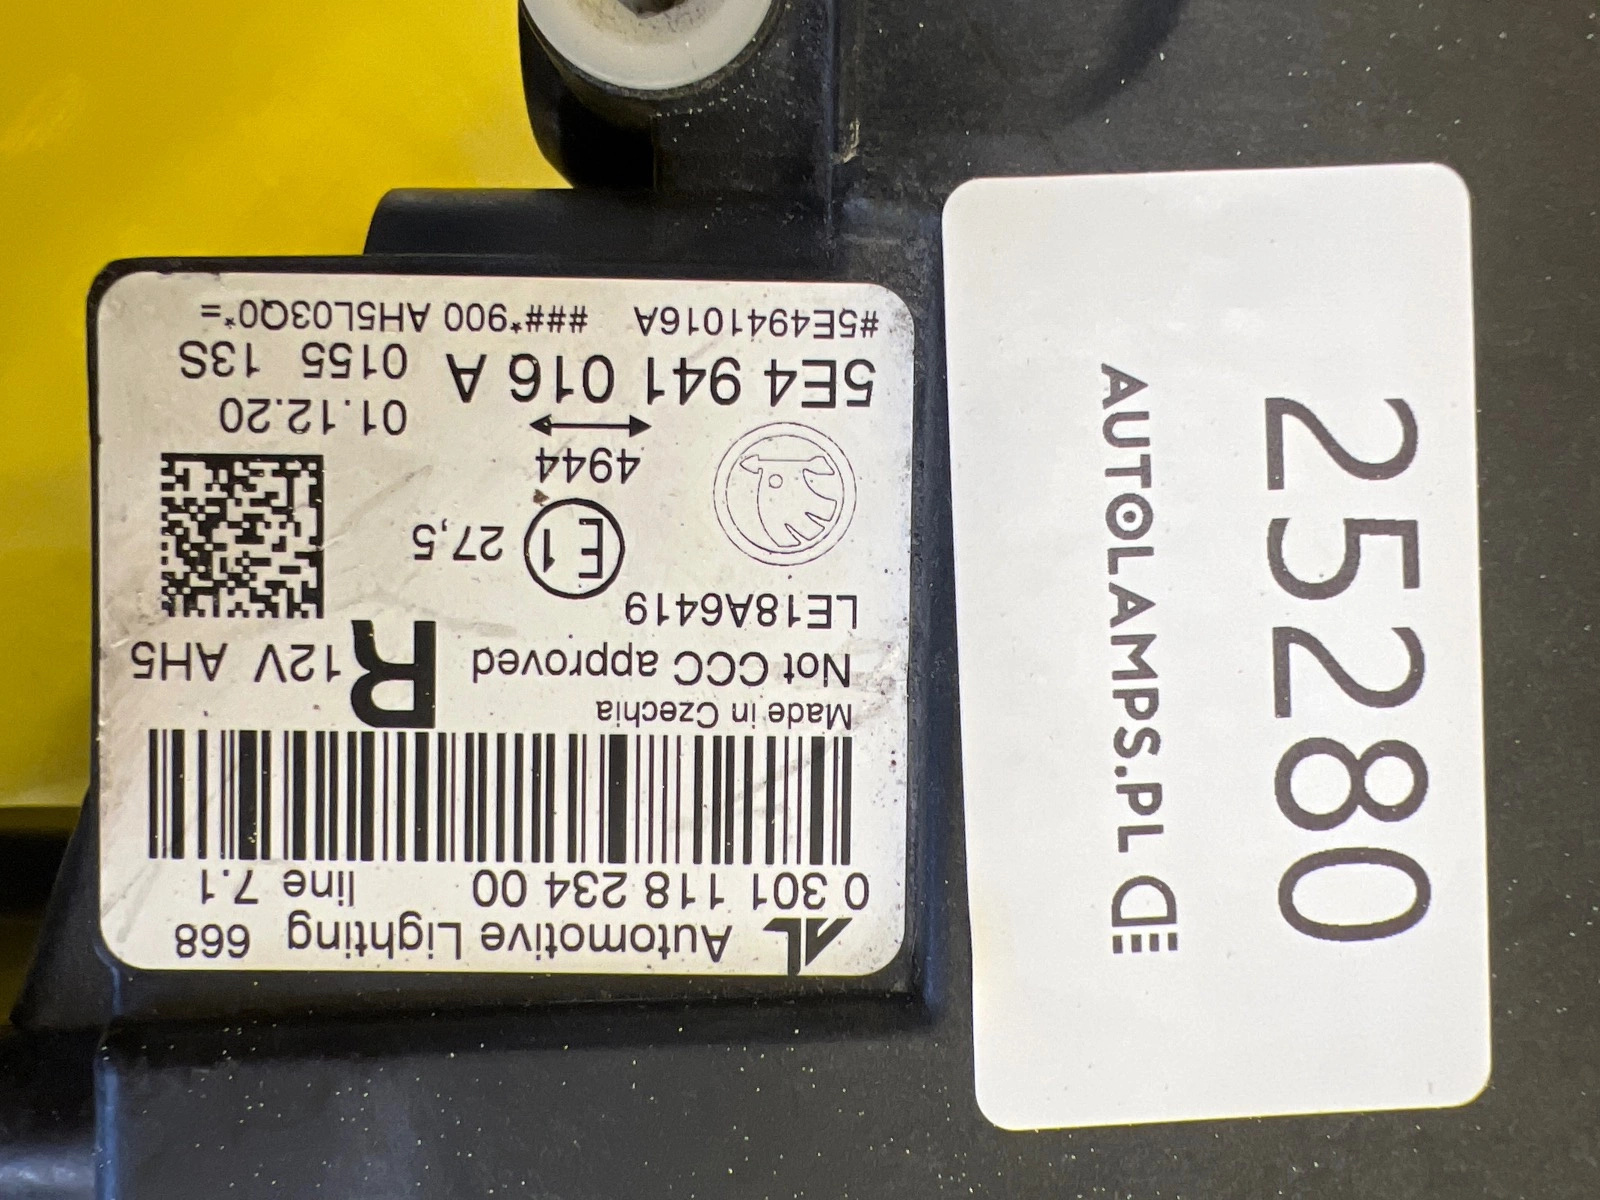 Automotive Lighting 668
0 301 118 234 00 line 7.1
Made in Czechia
Not CCC approved
R
12V AH5
LE18A6419
E1 27,5
4944
01.12.20
5E4 941 016 A 0155 13S
#5E4941016A ###*900 AH5L03Q0*=
25280
AUTOLAMPS.PL